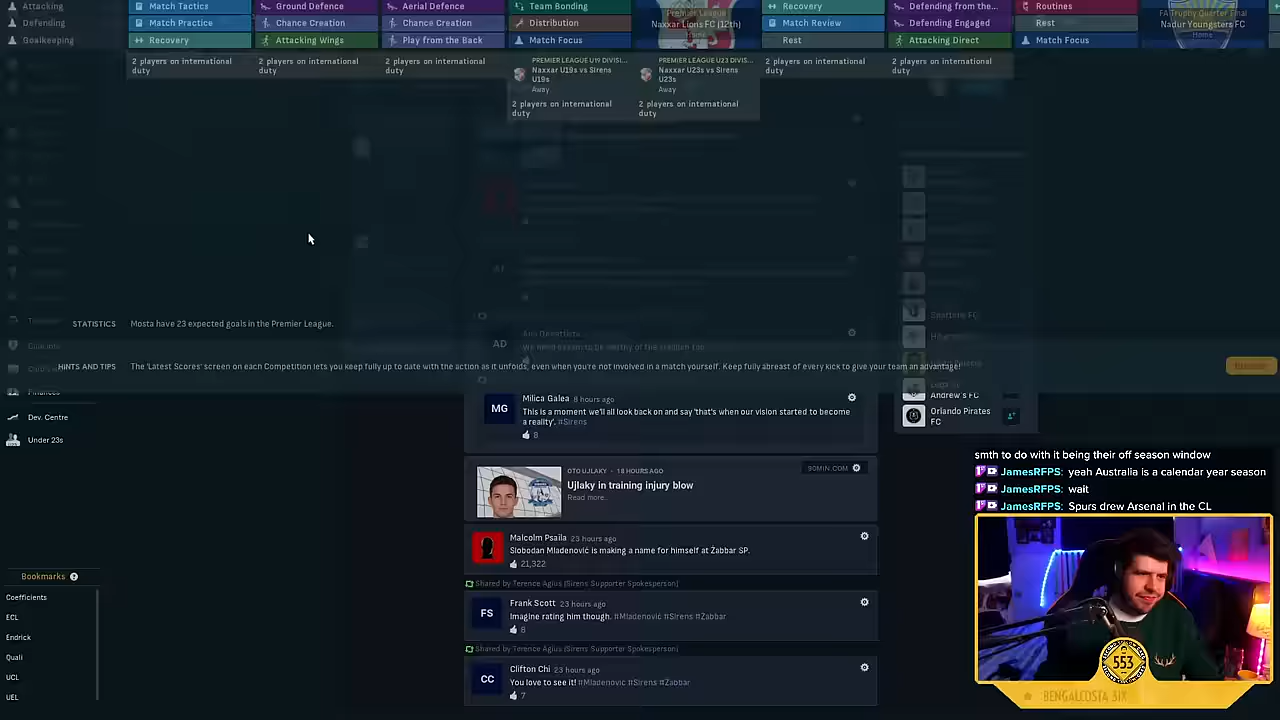 Attacking
Defending
Goalkeeping
Match Tactics
Match Practice
Recovery
Ground Defence
Chance Creation
Attacking Wings
Aerial Defence
Chance Creation
Play from the Back
Team Bonding
Distribution
Match Focus
Premier League
Naxxar Lions FC (12th)
Home
Recovery
Match Review
Rest
Defending from the...
Defending Engaged
Attacking Direct
Routines
Rest
Match Focus
FA Trophy Quarter Final
Nadur Youngsters FC
Home
2 players on international
duty
2 players on international
duty
2 players on international
duty
PREMIER LEAGUE U19 DIVISI...
Naxxar U19s vs Sirens
U19s
Away
2 players on international
duty
PREMIER LEAGUE U23 DIVIS...
Naxxar U23s vs Sirens
U23s
Away
2 players on international
duty
2 players on international
duty
2 players on international
duty
STATISTICS
Mosta have 23 expected goals in the Premier League.
HINTS AND TIPS
The 'Latest Scores' screen on each Competition lets you keep fully up to date with the action as it unfolds, even when you're not involved in a match yourself. Keep fully abreast of every kick to give your team an advantage!
Finances
Dev. Centre
Under 23s
AD
Spartans FC
Andrew's FC
Orlando Pirates
FC
MG
Milica Galea 8 hours ago
This is a moment we'll all look back on and say 'that's when our vision started to become
a reality'. #Sirens
8
OTO UJLAKY • 18 HOURS AGO
90MIN.COM
Ujlaky in training injury blow
Read more..
Malcolm Psaila 23 hours ago
Slobodan Mladenović is making a name for himself at Żabbar SP.
21,322
Shared by Terence Agius (Sirens Supporter Spokesperson)
FS
Frank Scott 23 hours ago
Imagine rating him though. #Mladenović #Sirens #Żabbar
8
Shared by Terence Agius (Sirens Supporter Spokesperson)
CC
Clifton Chi 23 hours ago
You love to see it! #Mladenović #Sirens #Żabbar
7
Bookmarks ?
Coefficients
ECL
Endrick
Quali
UCL
UEL
smth to do with it being their off season window
JamesRFPS: yeah Australia is a calendar year season
JamesRFPS: wait
JamesRFPS: Spurs drew Arsenal in the CL
553
BENGALCOSTA 31X